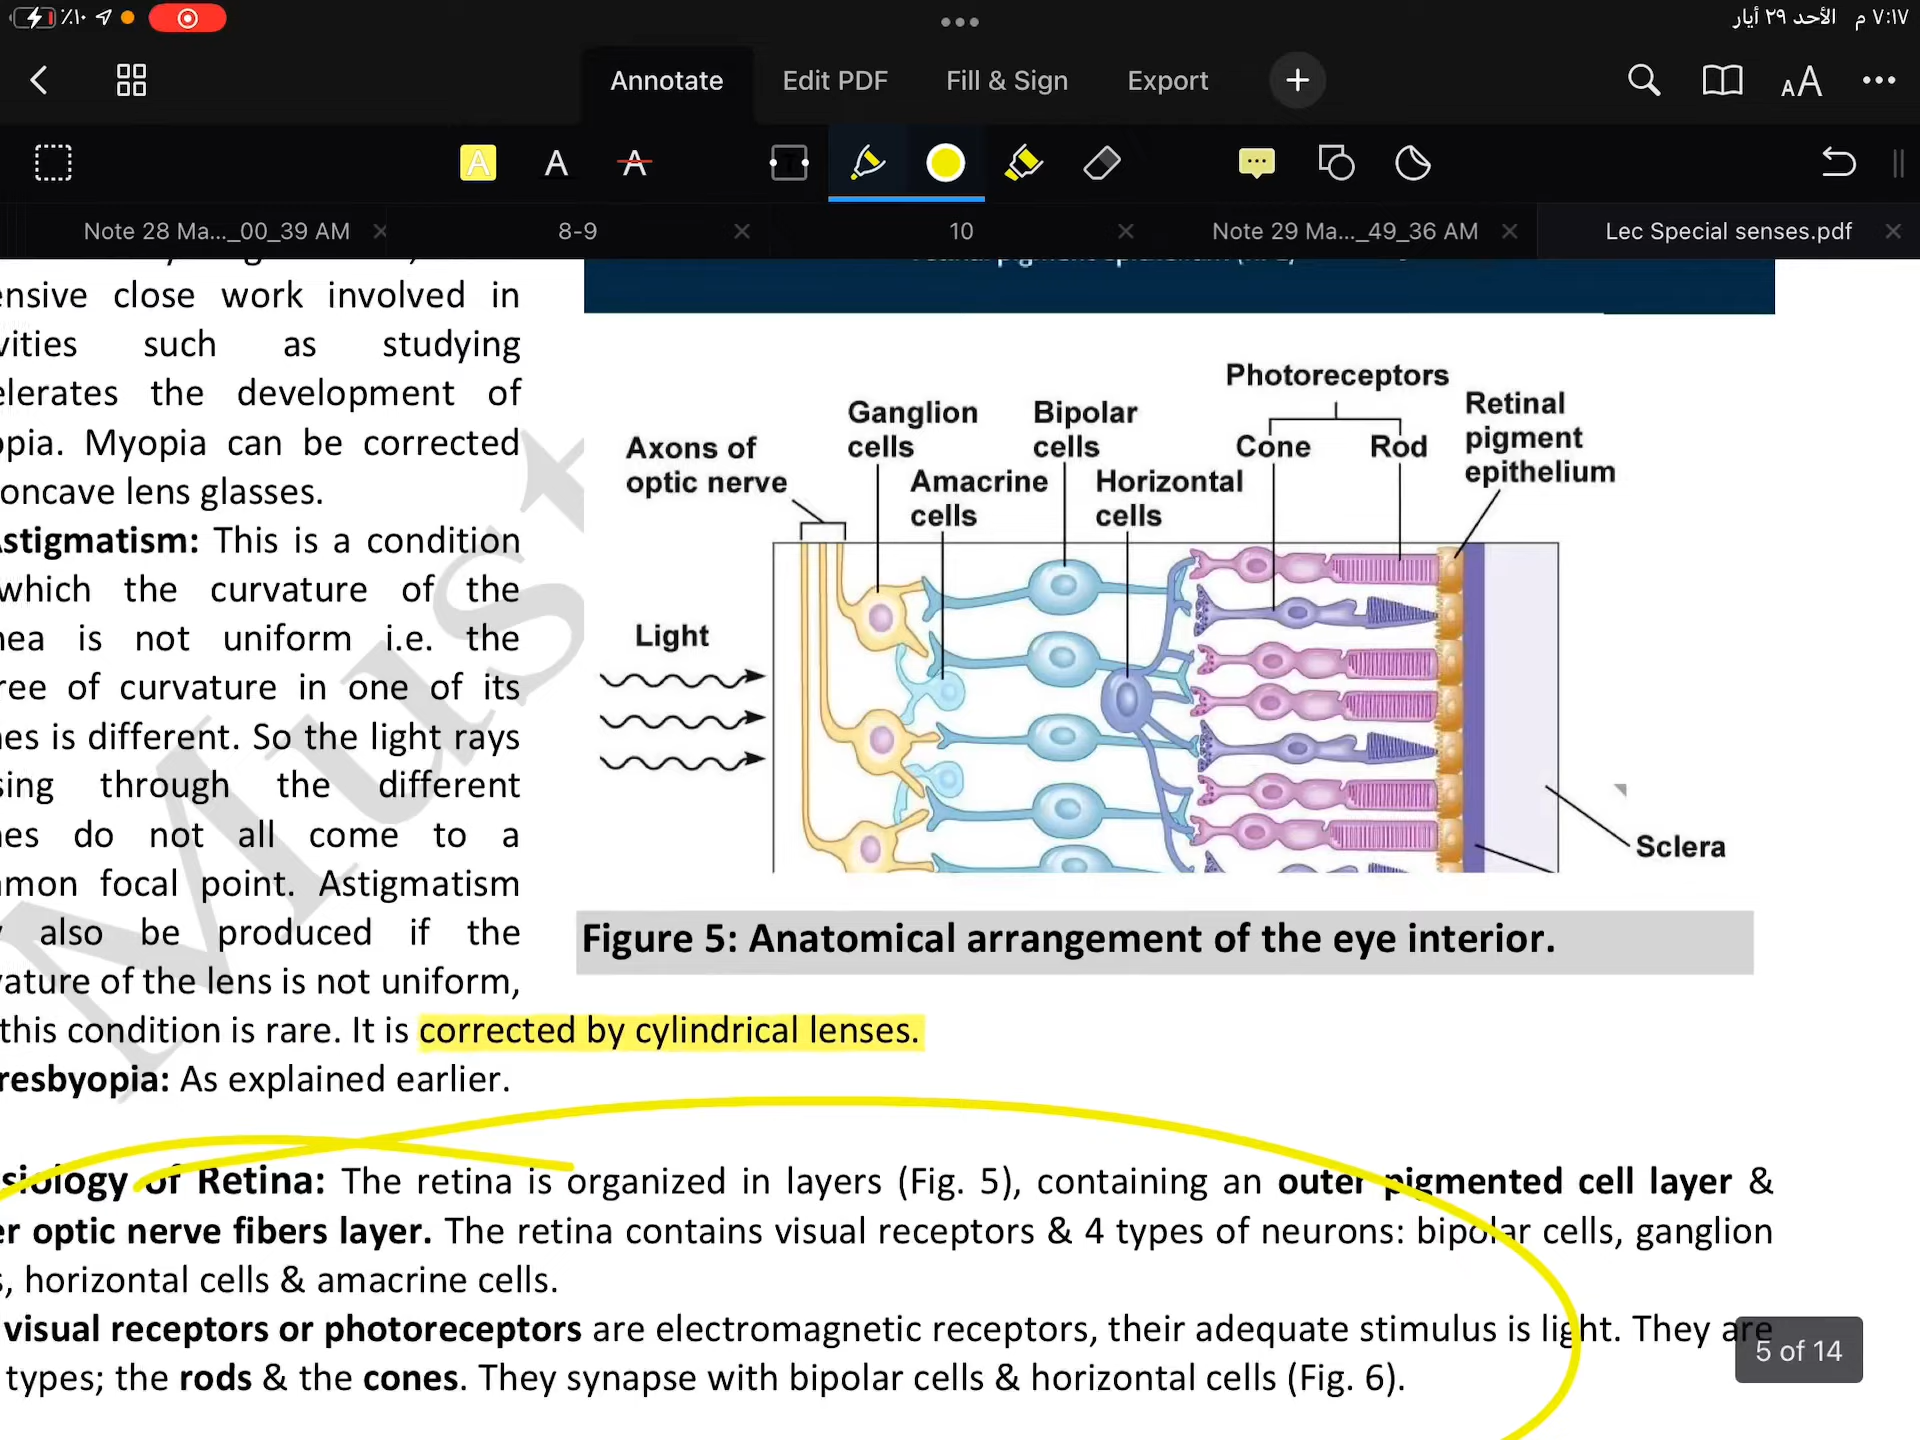 ٪١٠
٧:١٧ م الأحد ٢٩ أيار
Annotate
Edit PDF
Fill & Sign
Export
AA
A A A
T
Note 28 Ma..._00_39 AM
8-9
10
Note 29 Ma..._49_36 AM
Lec Special senses.pdf
ensive close work involved in
vities such as studying
elerates the development of
opia. Myopia can be corrected
oncave lens glasses.
Astigmatism: This is a condition
which the curvature of the
nea is not uniform i.e. the
ree of curvature in one of its
nes is different. So the light rays
sing through the different
nes do not all come to a
mmon focal point. Astigmatism
y also be produced if the
vature of the lens is not uniform,
this condition is rare. It is corrected by cylindrical lenses.
resbyopia: As explained earlier.
Must
Photoreceptors
Ganglion
cells
Bipolar
cells
Cone
Rod
Retinal
pigment
epithelium
Axons of
optic nerve
Amacrine
cells
Horizontal
cells
Light
Sclera
Figure 5: Anatomical arrangement of the eye interior.
siology of Retina: The retina is organized in layers (Fig. 5), containing an outer pigmented cell layer &
er optic nerve fibers layer. The retina contains visual receptors & 4 types of neurons: bipolar cells, ganglion
s, horizontal cells & amacrine cells.
visual receptors or photoreceptors are electromagnetic receptors, their adequate stimulus is light. They are
types; the rods & the cones. They synapse with bipolar cells & horizontal cells (Fig. 6).
5 of 14